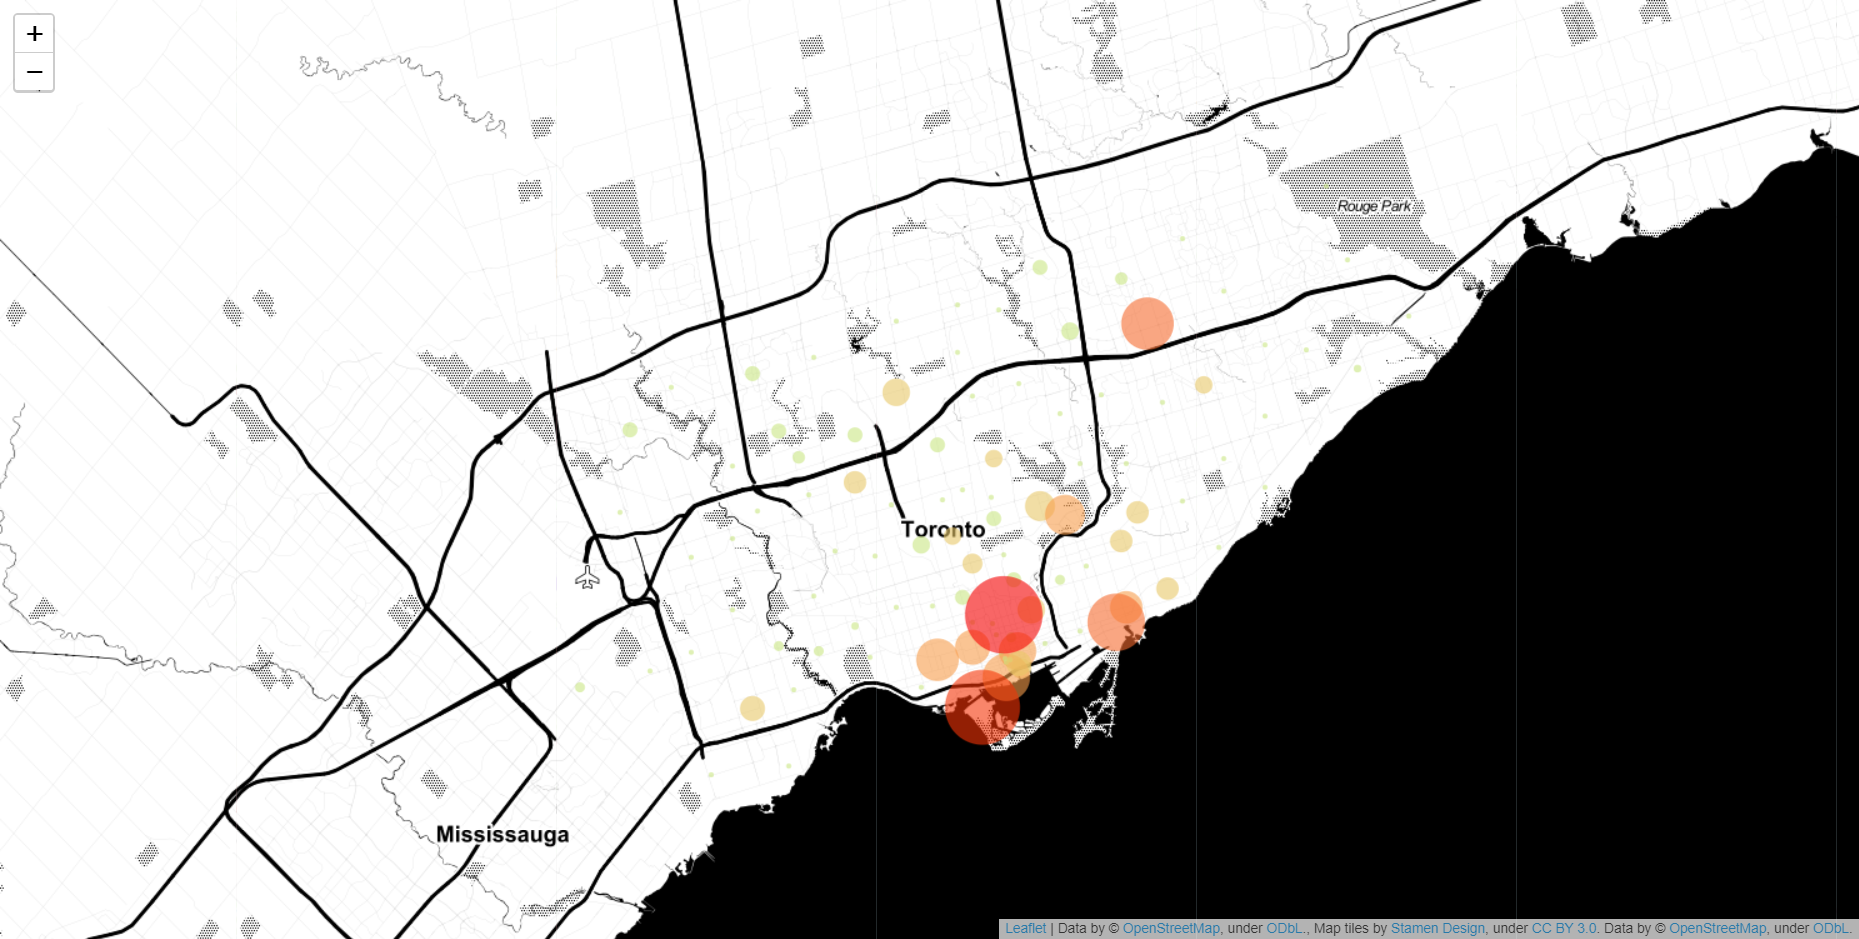 +
−
Rouge Park
Toronto
Mississauga
Leaflet | Data by © OpenStreetMap, under ODbL., Map tiles by Stamen Design, under CC BY 3.0. Data by © OpenStreetMap, under ODbL.